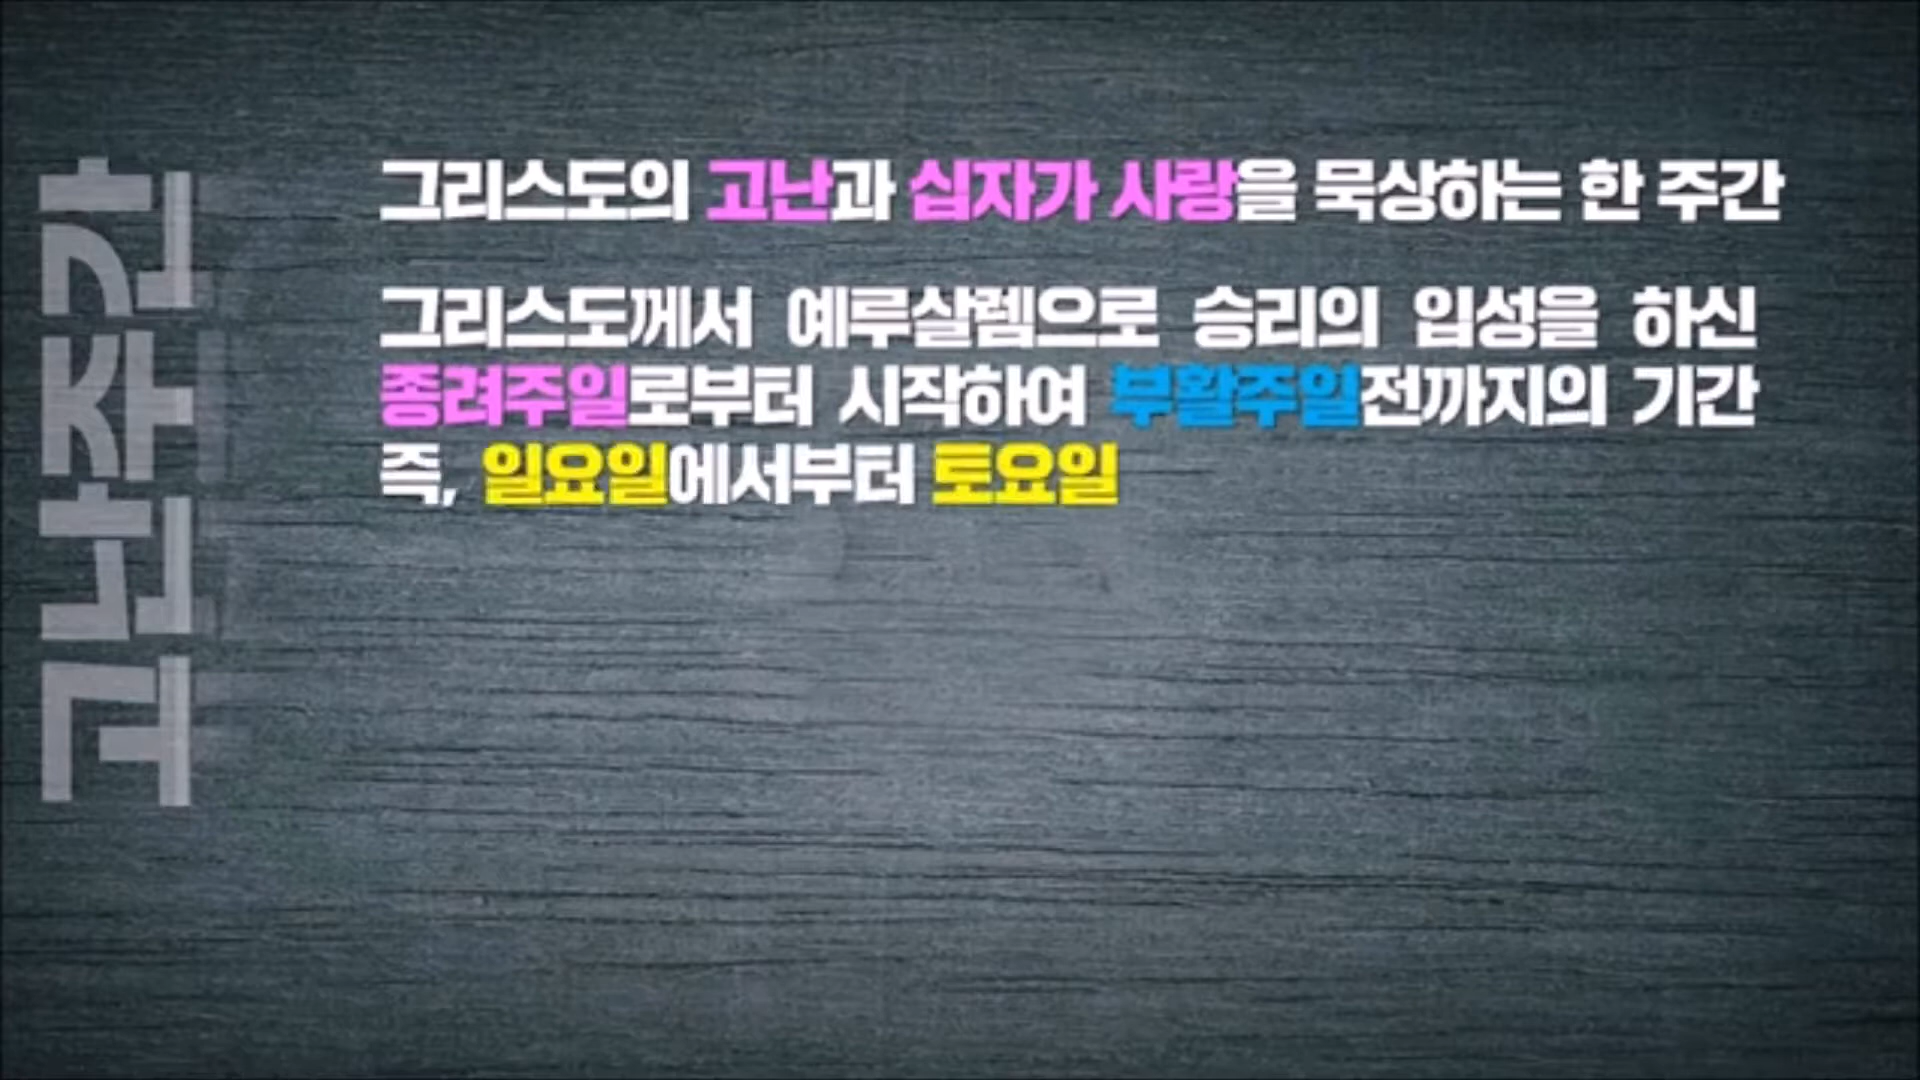 고난주간
그리스도의 고난과 십자가 사랑을 묵상하는 한 주간
그리스도께서 예루살렘으로 승리의 입성을 하신
종려주일로부터 시작하여 부활주일전까지의 기간
즉, 일요일에서부터 토요일